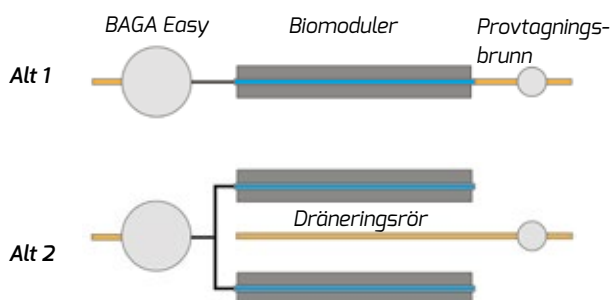 BAGA Easy
Biomoduler
Provtagnings-
brunn
Alt 1
Dräneringsrör
Alt 2